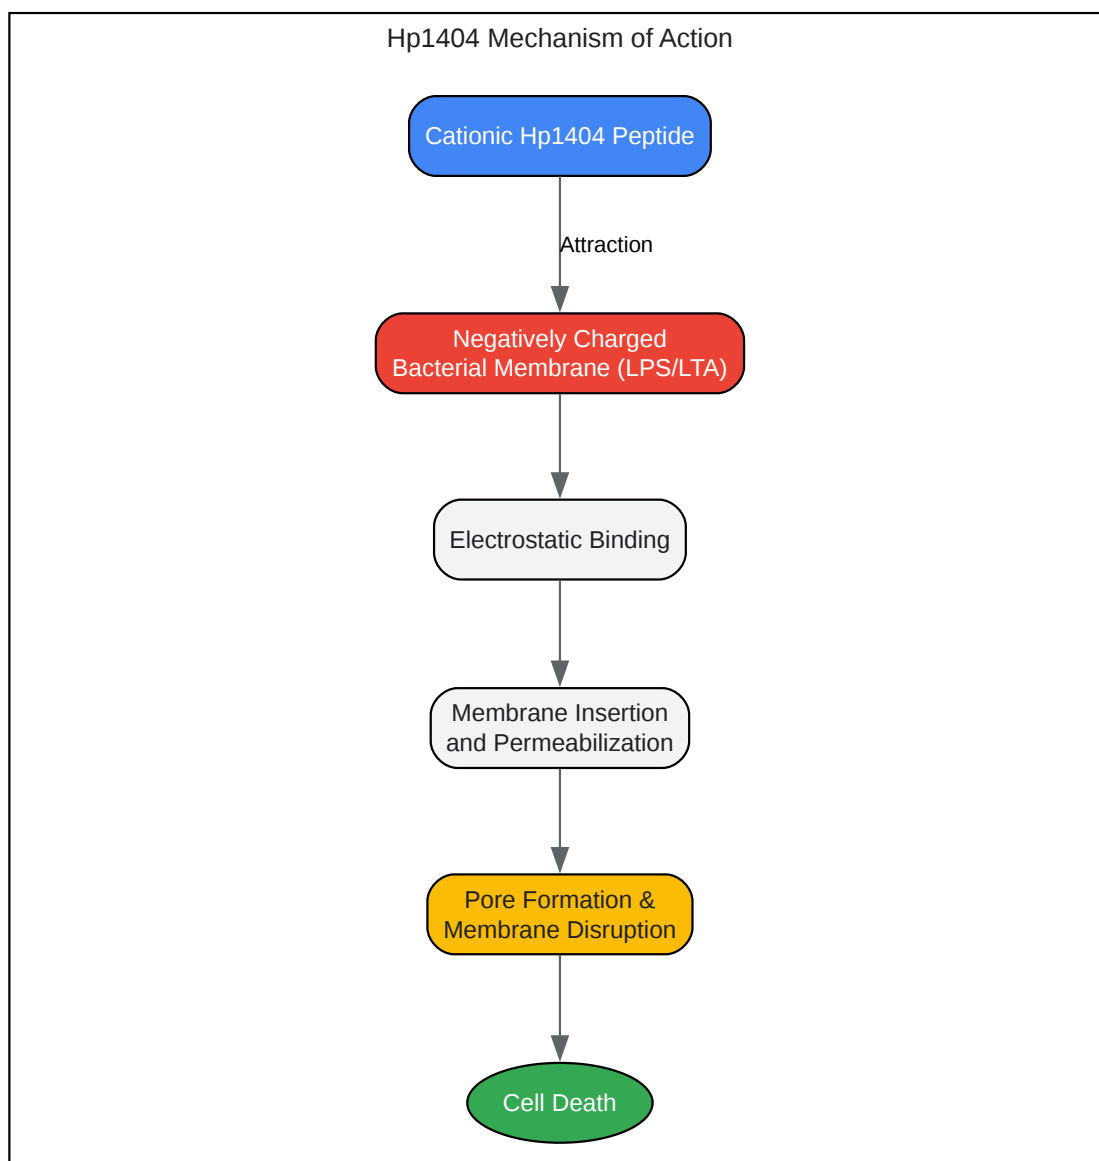 Hp1404 Mechanism of Action
Cationic Hp1404 Peptide
Attraction
Negatively Charged
Bacterial Membrane (LPS/LTA)
Electrostatic Binding
Membrane Insertion
and Permeabilization
Pore Formation &
Membrane Disruption
Cell Death